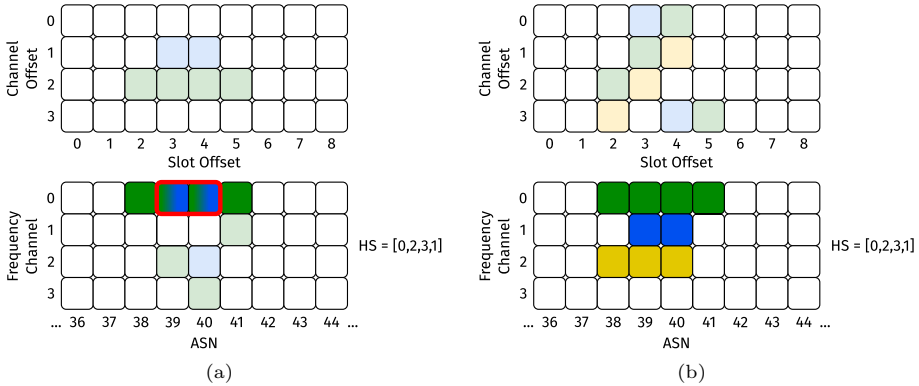 0
1
2
3
Channel
Offset
0 1 2 3 4 5 6 7 8
Slot Offset
0
1
2
3
Frequency
Channel
HS = [0,2,3,1]
... 36 37 38 39 40 41 42 43 44 ...
ASN
(a)
0
1
2
3
Channel
Offset
0 1 2 3 4 5 6 7 8
Slot Offset
0
1
2
3
Frequency
Channel
HS = [0,2,3,1]
... 36 37 38 39 40 41 42 43 44 ...
ASN
(b)